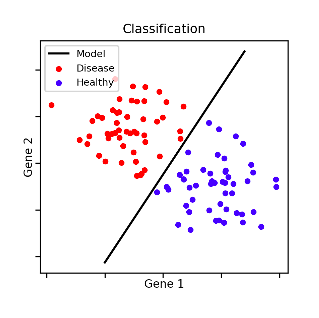 Classification
Model
Disease
Healthy
Gene 2
Gene 1